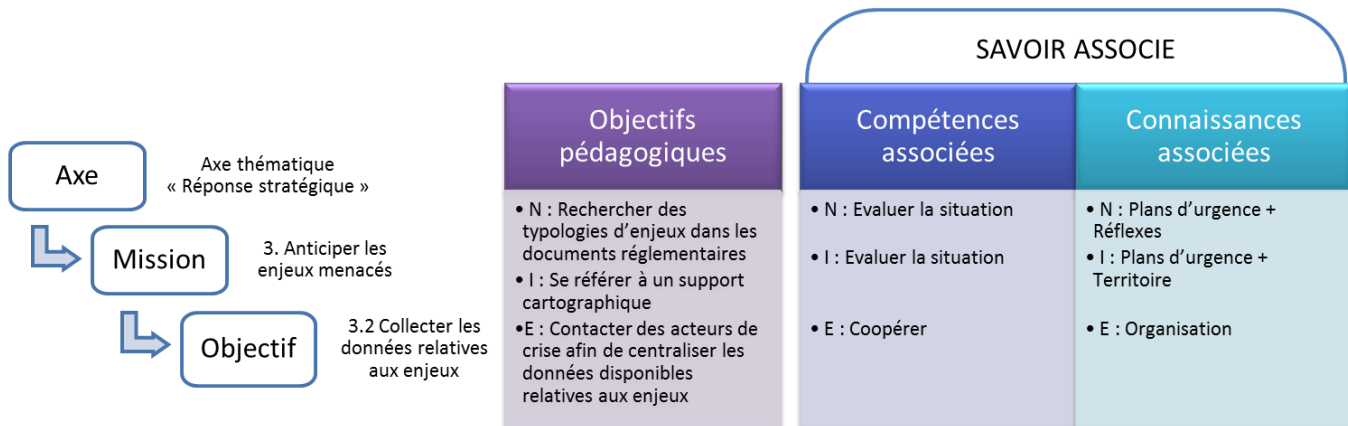 SAVOIR ASSOCIE
Axe
Axe thématique
« Réponse stratégique »
Mission
3. Anticiper les
enjeux menacés
Objectif
3.2 Collecter les
données relatives
aux enjeux
Objectifs
pédagogiques
• N : Rechercher des
typologies d’enjeux dans les
documents réglementaires
• I : Se référer à un support
cartographique
•E : Contacter des acteurs de
crise afin de centraliser les
données disponibles
relatives aux enjeux
Compétences
associées
• N : Evaluer la situation
• I : Evaluer la situation
• E : Coopérer
Connaissances
associées
• N : Plans d’urgence +
Réflexes
• I : Plans d’urgence +
Territoire
• E : Organisation